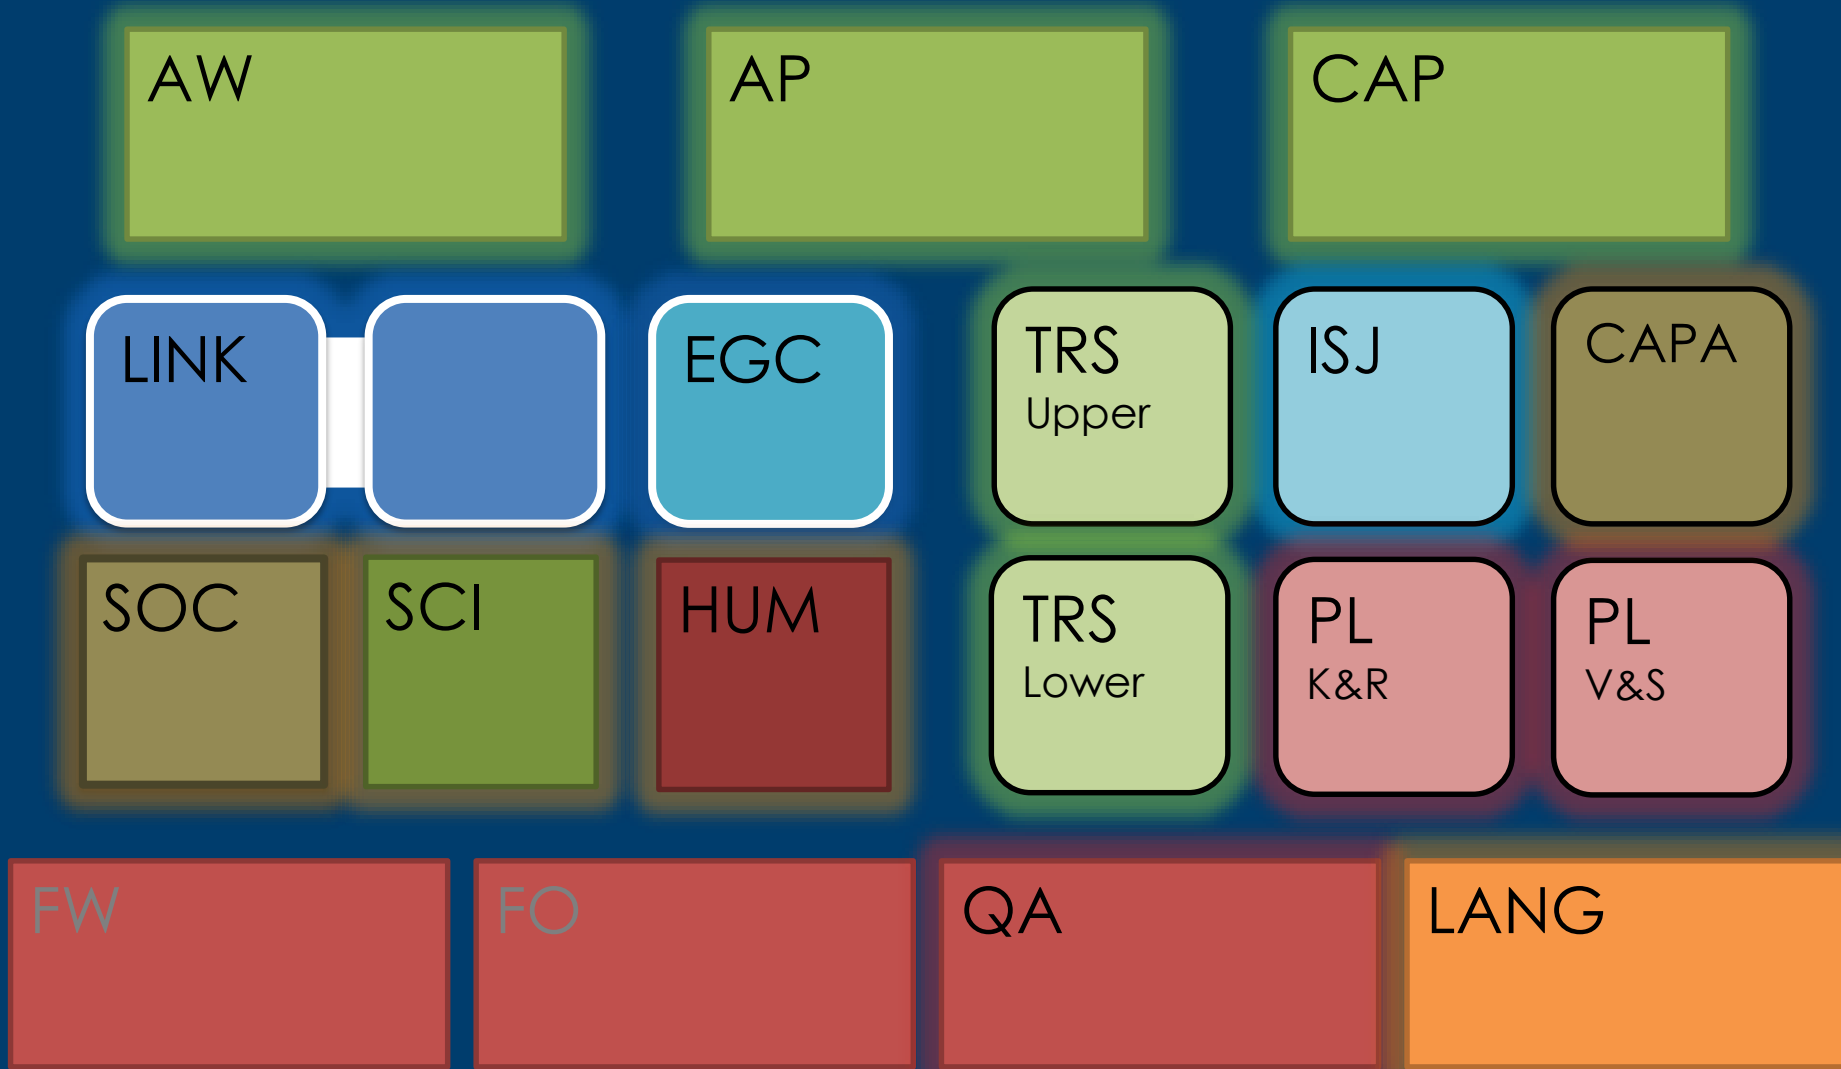 AW
AP
CAP
LINK
EGC
TRS
Upper
ISJ
CAPA
SOC
SCI
HUM
TRS
Lower
PL
K&R
PL
V&S
FW
FO
QA
LANG